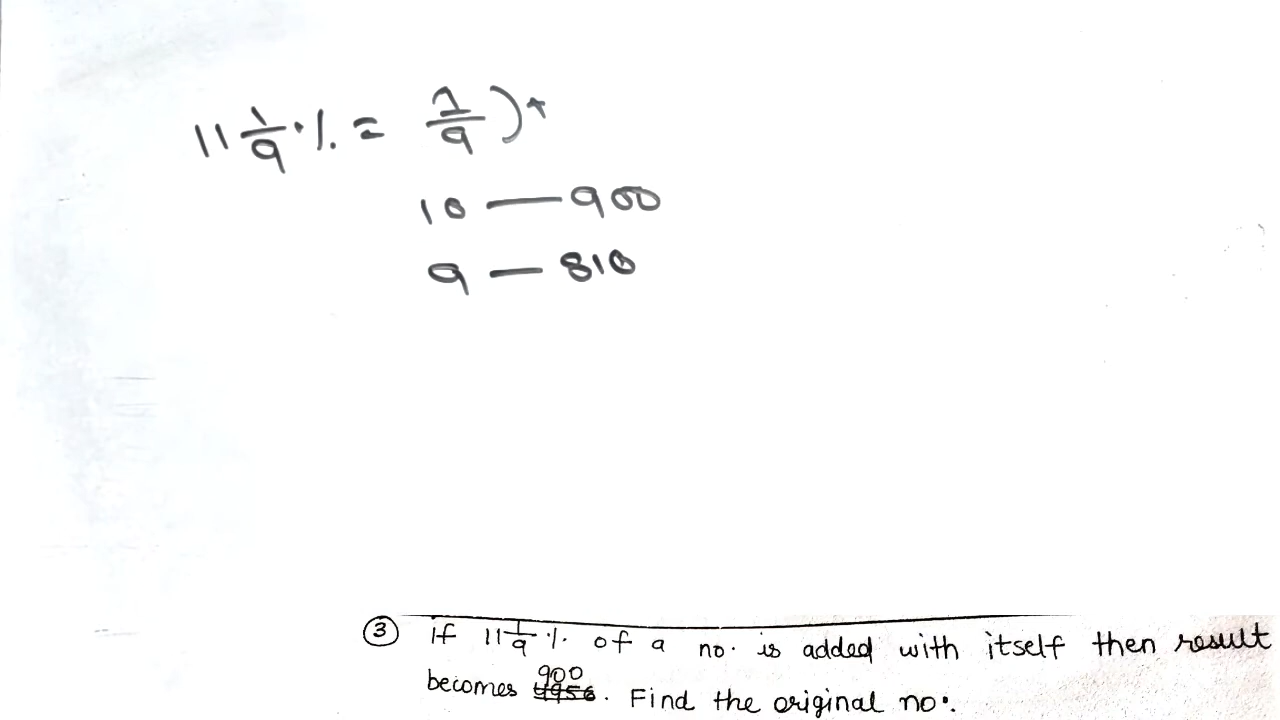 11 1/9 % = 1/9 )+
10 — 900
9 — 810
③ if 11 1/9 % of a no. is added with itself then result
900
becomes 4956. Find the original no.